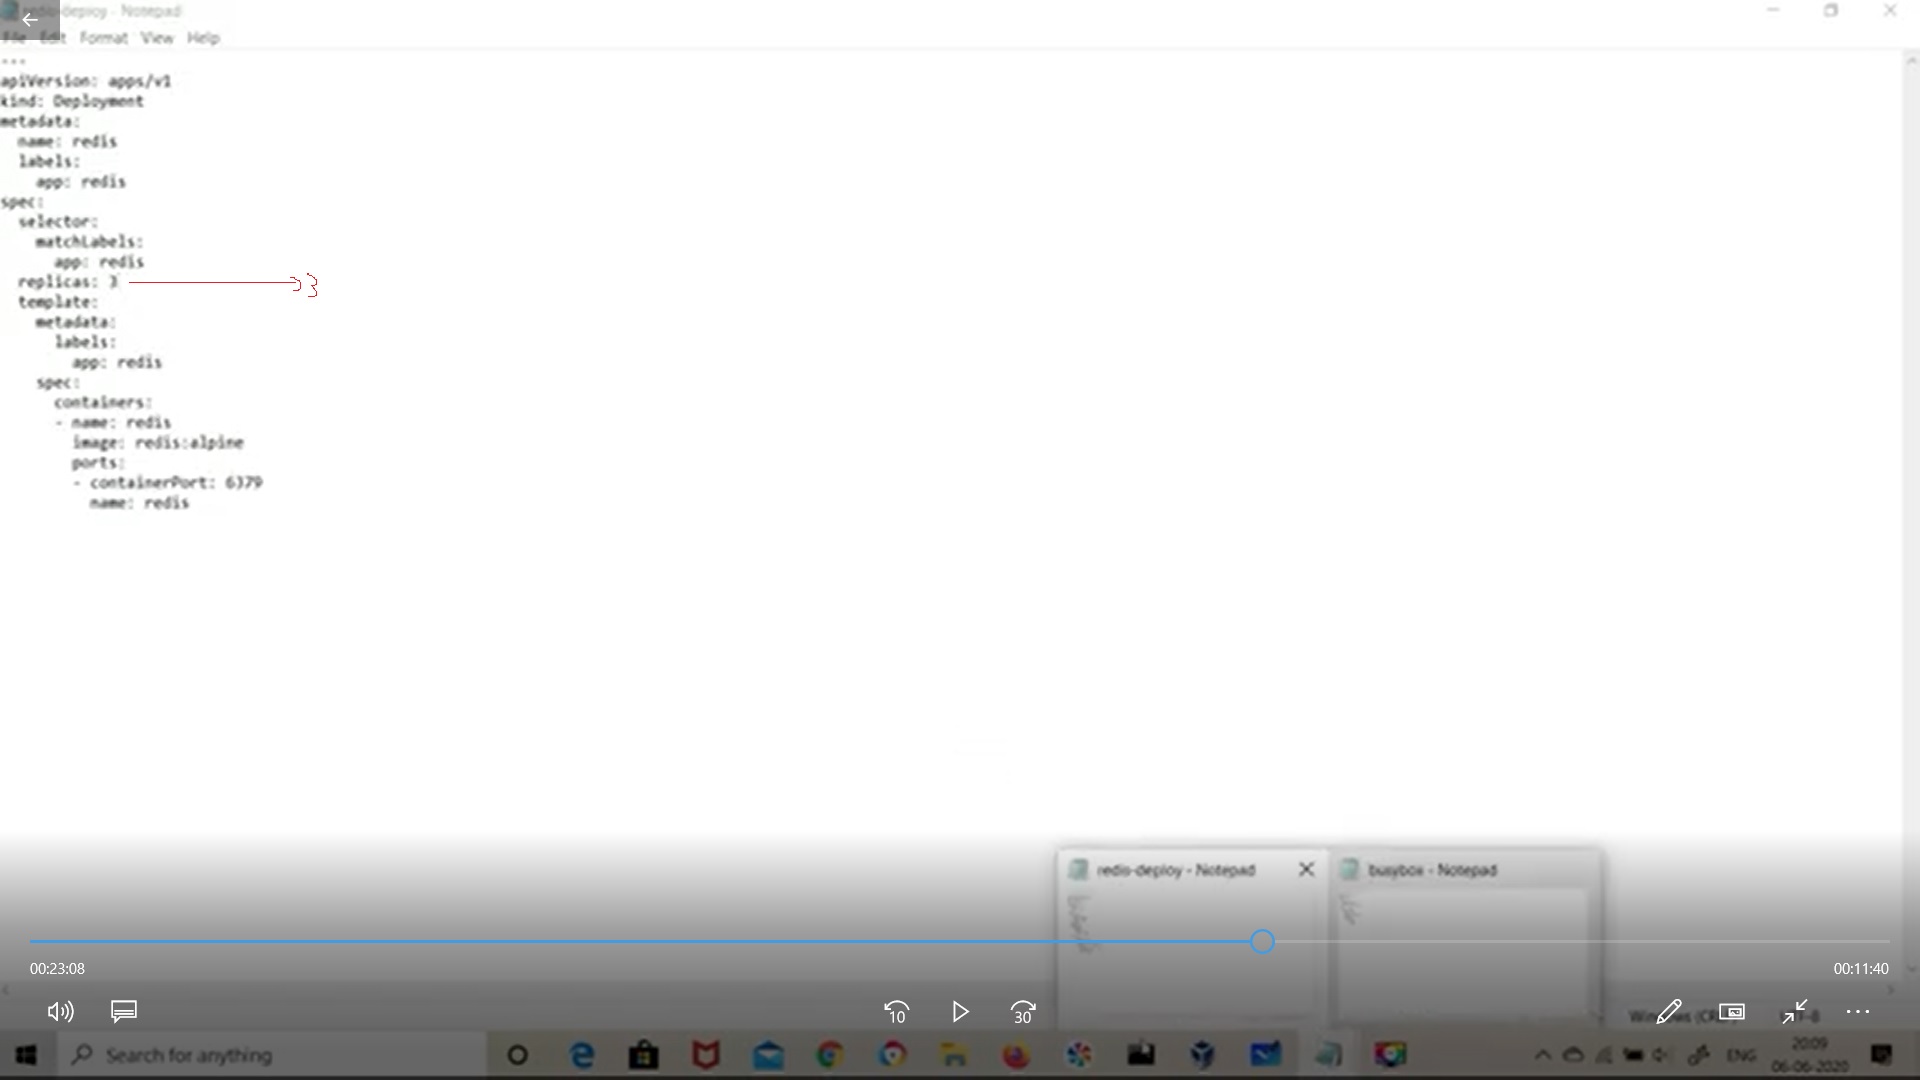 redis-deploy - Notepad
File Edit Format View Help
---
apiVersion: apps/v1
kind: Deployment
metadata:
  name: redis
  labels:
    app: redis
spec:
  selector:
    matchLabels:
      app: redis
  replicas: 3 3
  template:
    metadata:
      labels:
        app: redis
    spec:
      containers:
      - name: redis
        image: redis:alpine
        ports:
        - containerPort: 6379
          name: redis
redis-deploy - Notepad
busybox - Notepad
00:23:08
00:11:40
10
30
Search for anything
ENG
20:09
06-06-2020